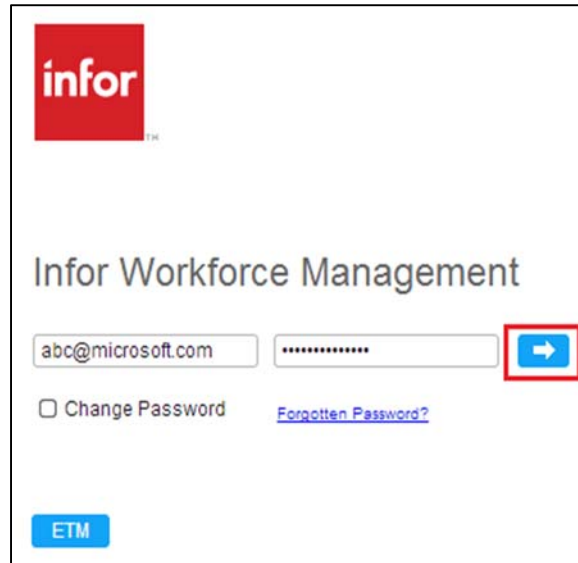 infor
TM
Infor Workforce Management
abc@microsoft.com ••••••••••••••
Change Password Forgotten Password?
ETM